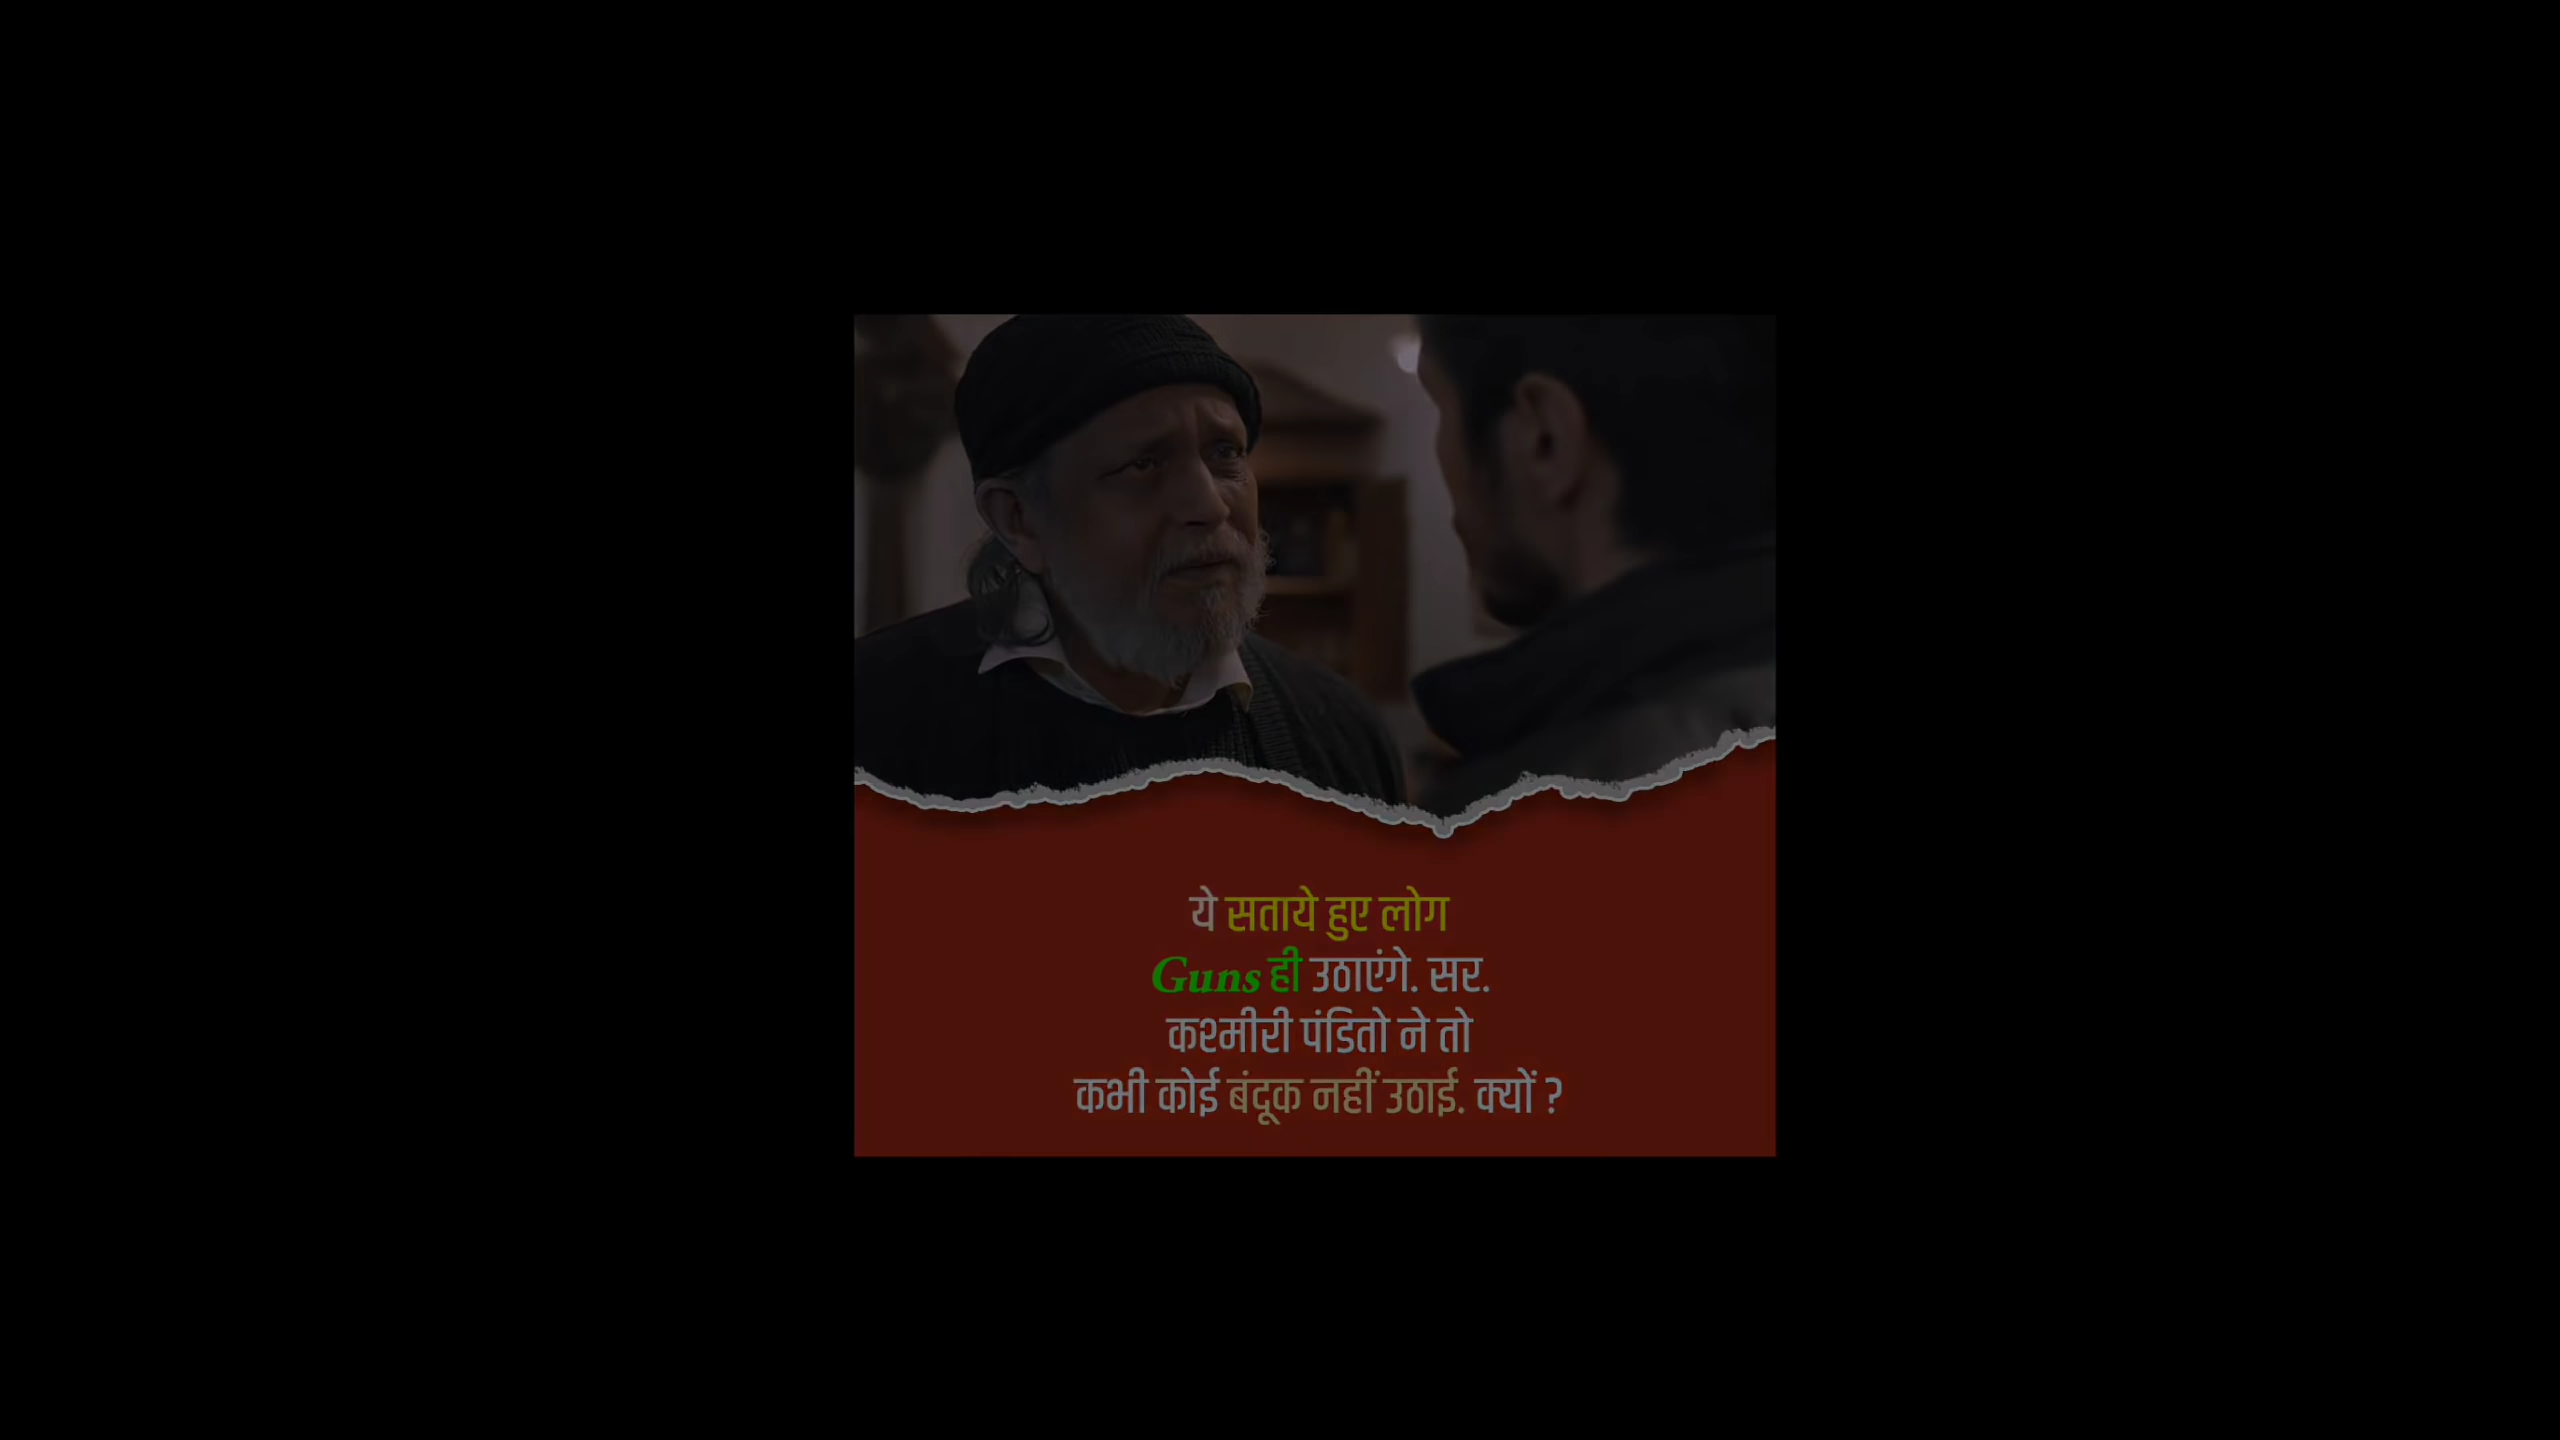 ये सताये हुए लोग
Guns ही उठाएंगे. सर.
कश्मीरी पंडितो ने तो
कभी कोई बंदूक नहीं उठाई. क्यों ?